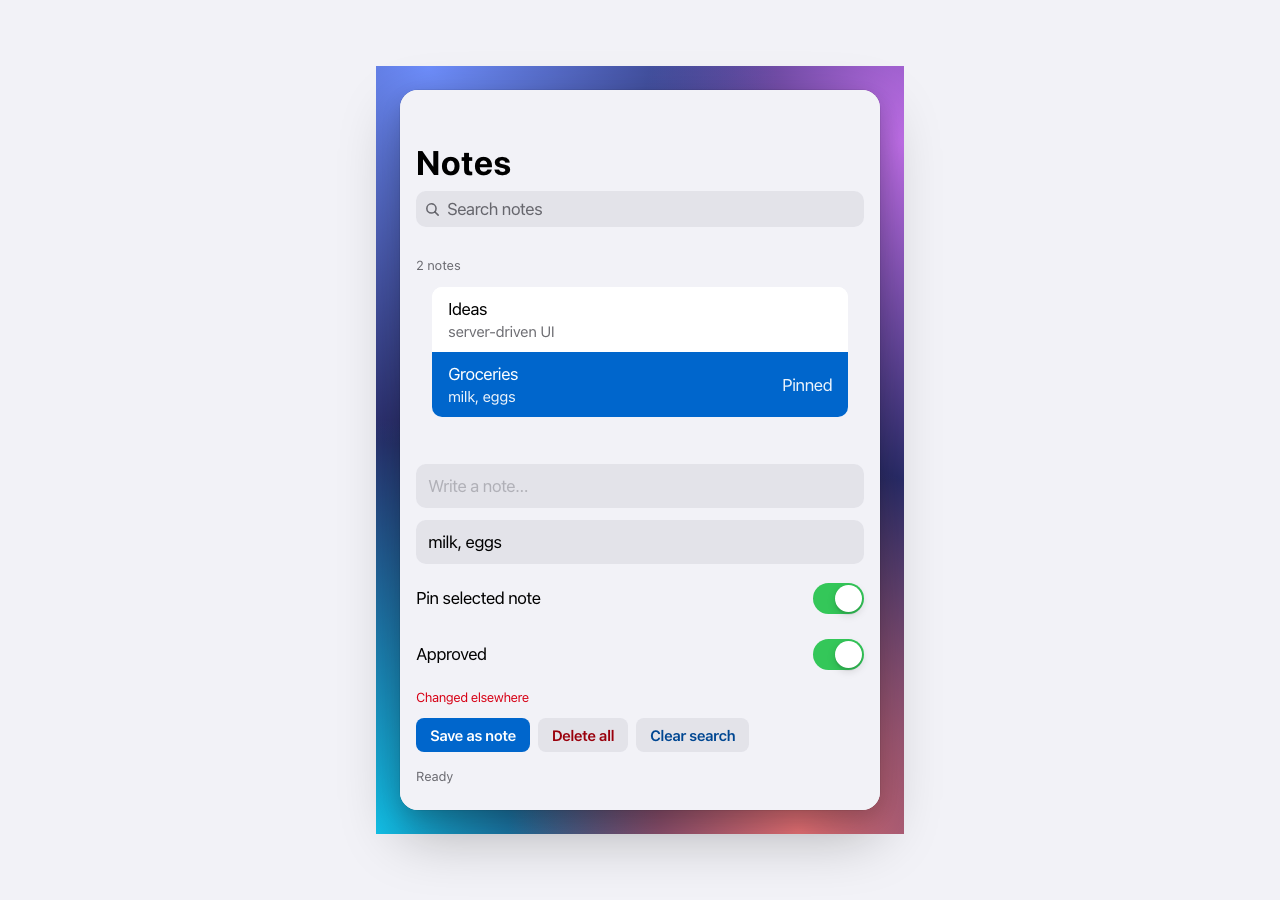 Notes
Search notes
2 notes
Ideas
server-driven UI
Groceries
Pinned
milk, eggs
Write a note...
milk, eggs
Pin selected note
Approved
Changed elsewhere
Save as note
Delete all
Clear search
Ready